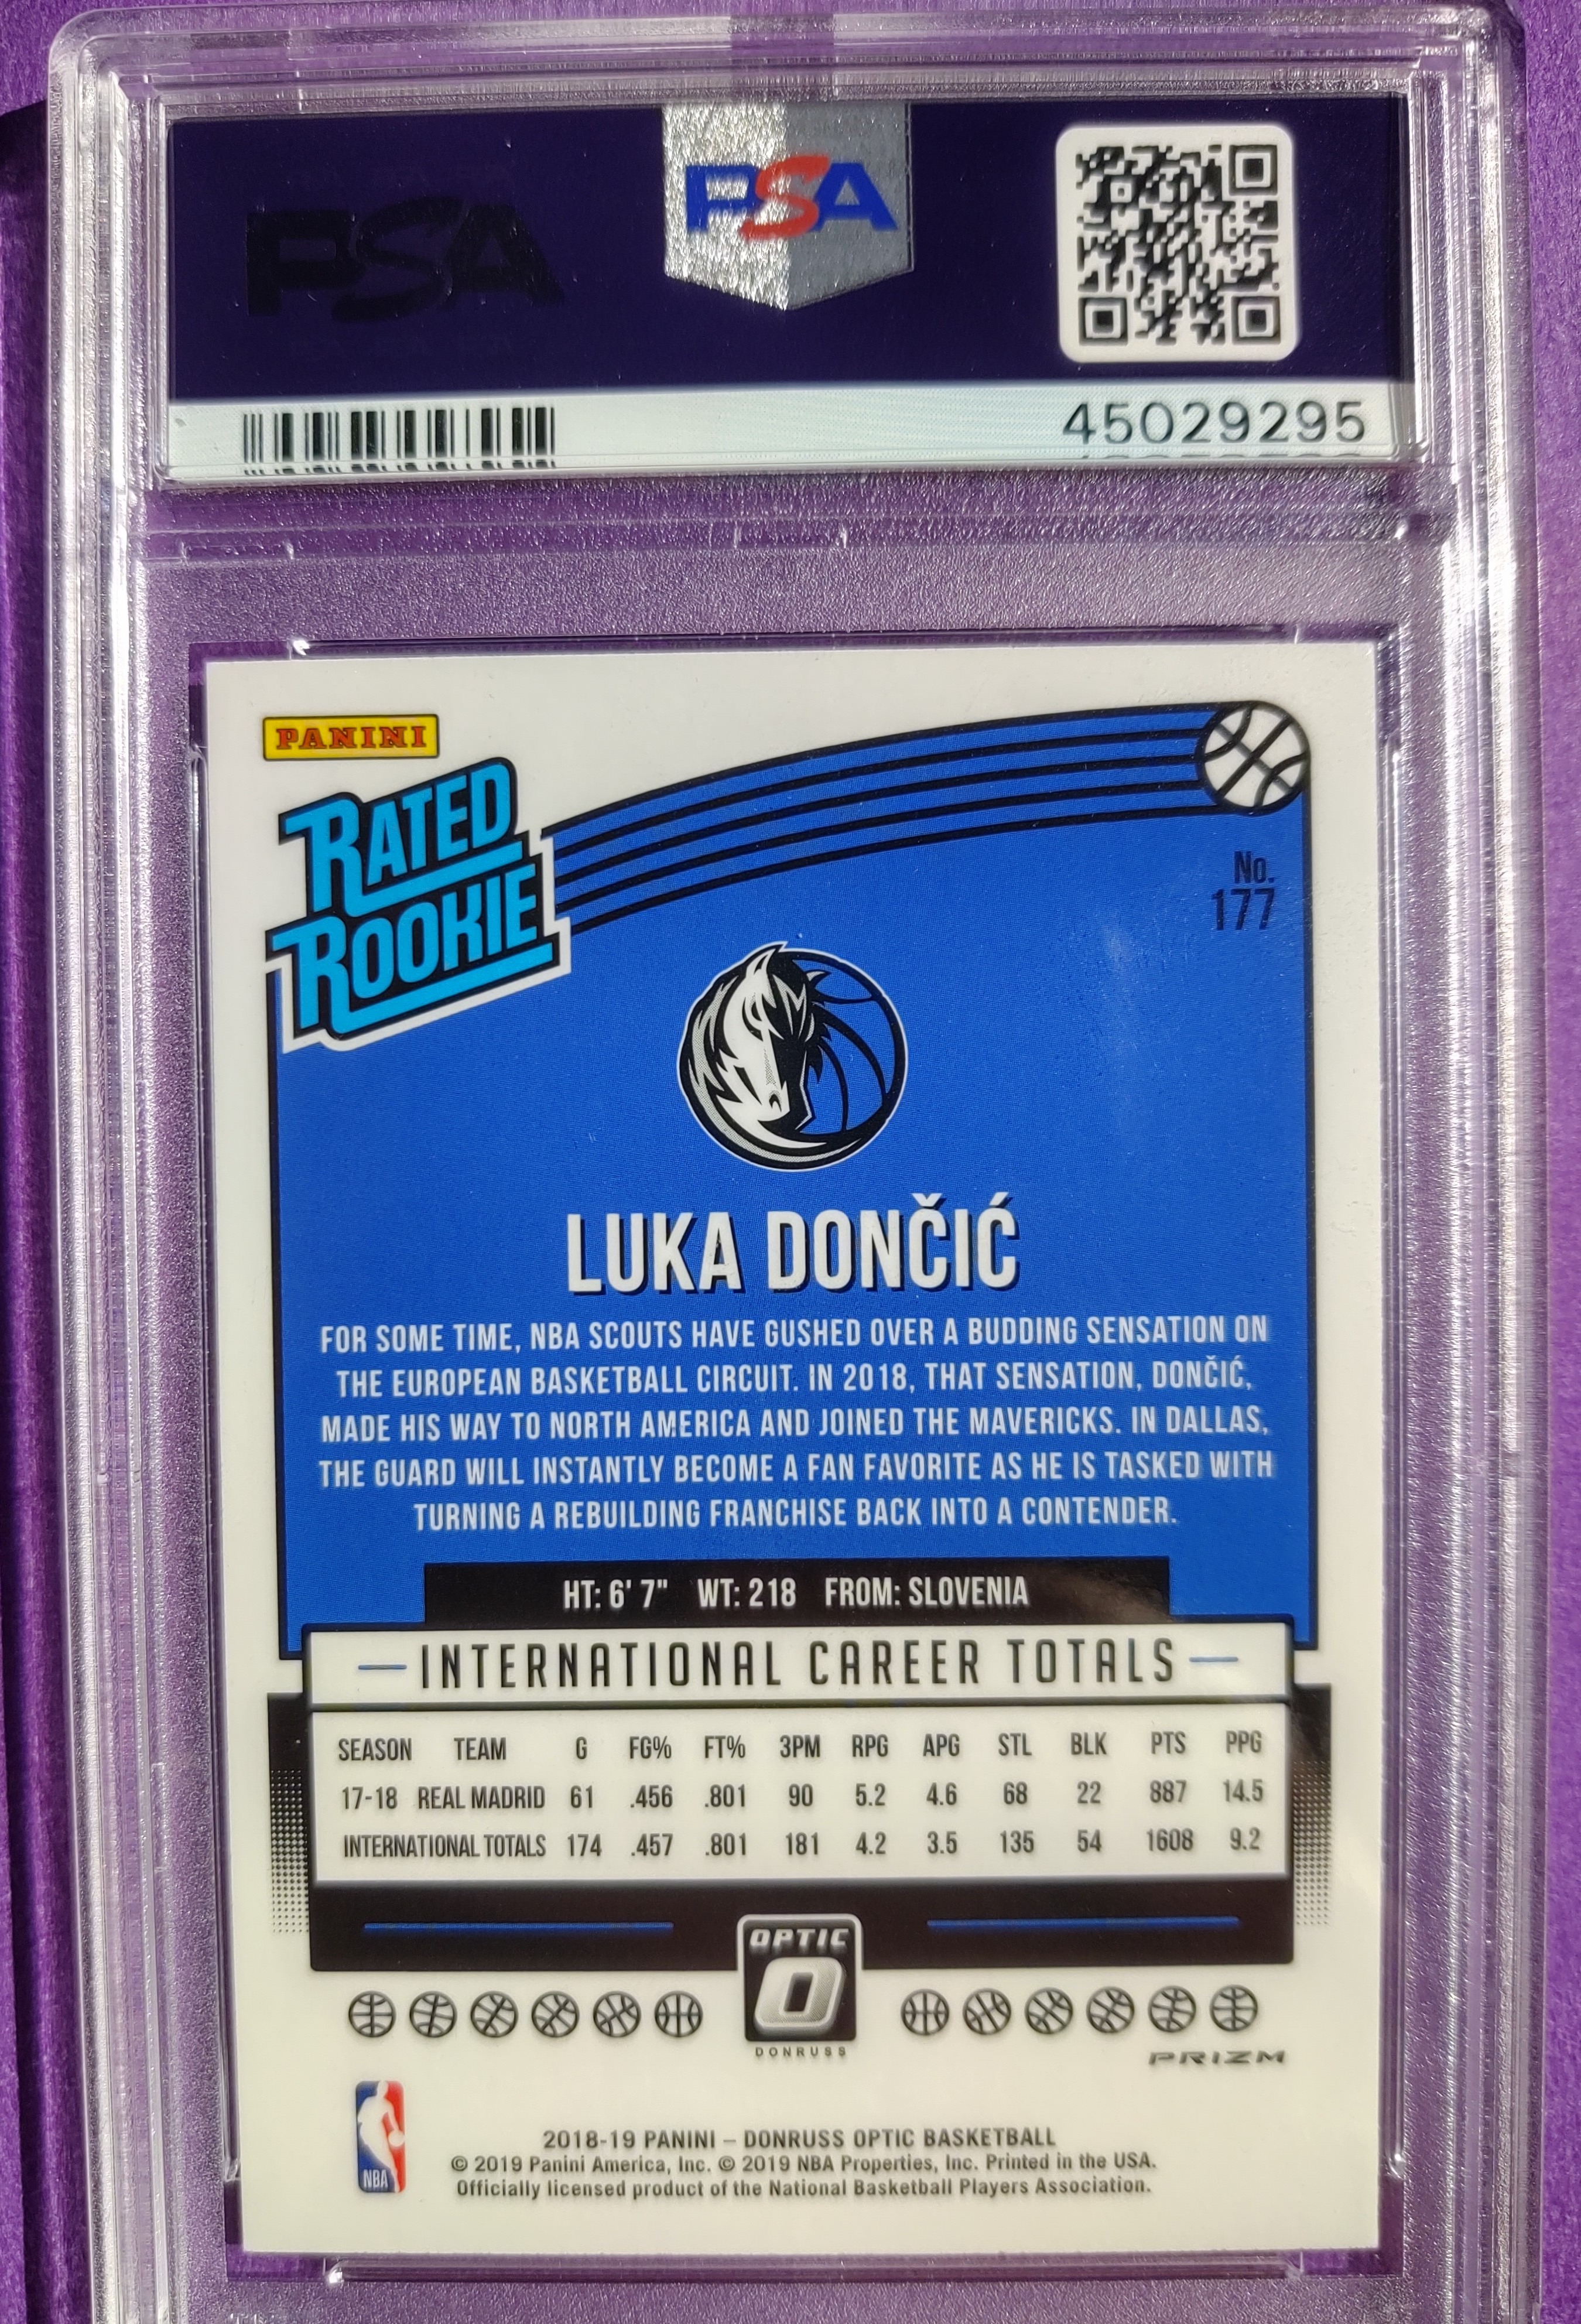 PSA
PSA
45029295
PANINI
RATED
ROOKIE
No.
177
LUKA DONČIĆ
FOR SOME TIME, NBA SCOUTS HAVE GUSHED OVER A BUDDING SENSATION ON
THE EUROPEAN BASKETBALL CIRCUIT. IN 2018, THAT SENSATION, DONČIĆ,
MADE HIS WAY TO NORTH AMERICA AND JOINED THE MAVERICKS. IN DALLAS,
THE GUARD WILL INSTANTLY BECOME A FAN FAVORITE AS HE IS TASKED WITH
TURNING A REBUILDING FRANCHISE BACK INTO A CONTENDER.
HT: 6' 7" WT: 218 FROM: SLOVENIA
INTERNATIONAL CAREER TOTALS
SEASON TEAM G FG% FT% 3PM RPG APG STL BLK PTS PPG
17-18 REAL MADRID 61 .456 .801 90 5.2 4.6 68 22 887 14.5
INTERNATIONAL TOTALS 174 .457 .801 181 4.2 3.5 135 54 1608 9.2
OPTIC
O
DONRUSS
PRIZM
NBA
2018-19 PANINI – DONRUSS OPTIC BASKETBALL
© 2019 Panini America, Inc. © 2019 NBA Properties, Inc. Printed in the USA.
Officially licensed product of the National Basketball Players Association.